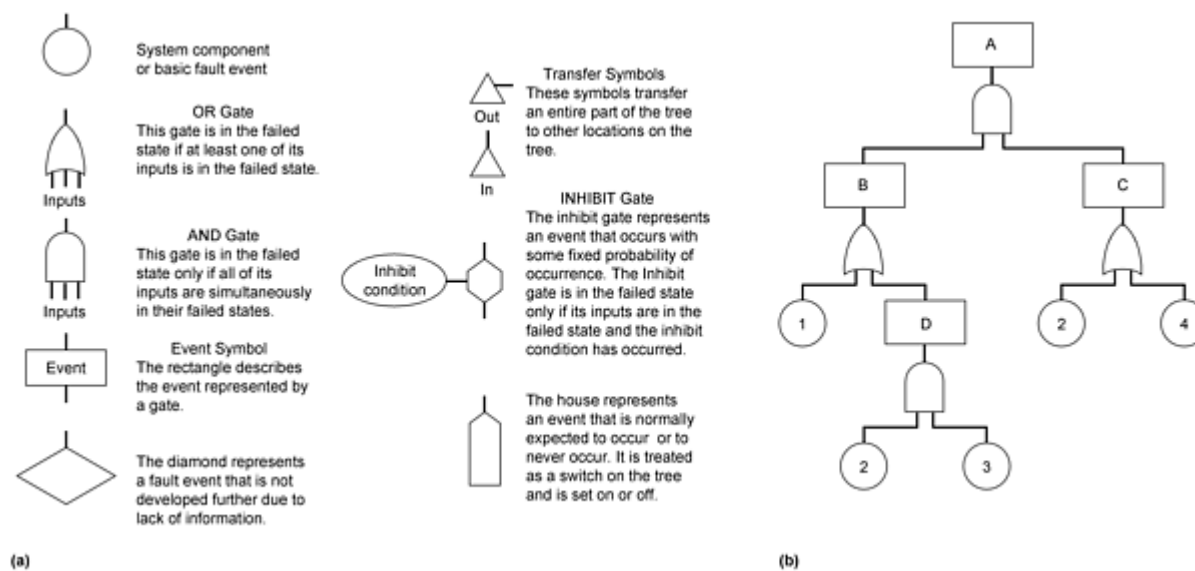 System component
or basic fault event
OR Gate
This gate is in the failed
state if at least one of its
inputs is in the failed state.
Inputs
AND Gate
This gate is in the failed
state only if all of its
inputs are simultaneously
in their failed states.
Inputs
Event Symbol
The rectangle describes
the event represented by
a gate.
Event
The diamond represents
a fault event that is not
developed further due to
lack of information.
Transfer Symbols
These symbols transfer
an entire part of the tree
to other locations on the
tree.
Out
In
INHIBIT Gate
The inhibit gate represents
an event that occurs with
some fixed probability of
occurrence. The Inhibit
gate is in the failed state
only if its inputs are in the
failed state and the inhibit
condition has occurred.
Inhibit
condition
The house represents
an event that is normally
expected to occur or to
never occur. It is treated
as a switch on the tree
and is set on or off.
(a)
A
B
C
1
D
2
4
2
3
(b)